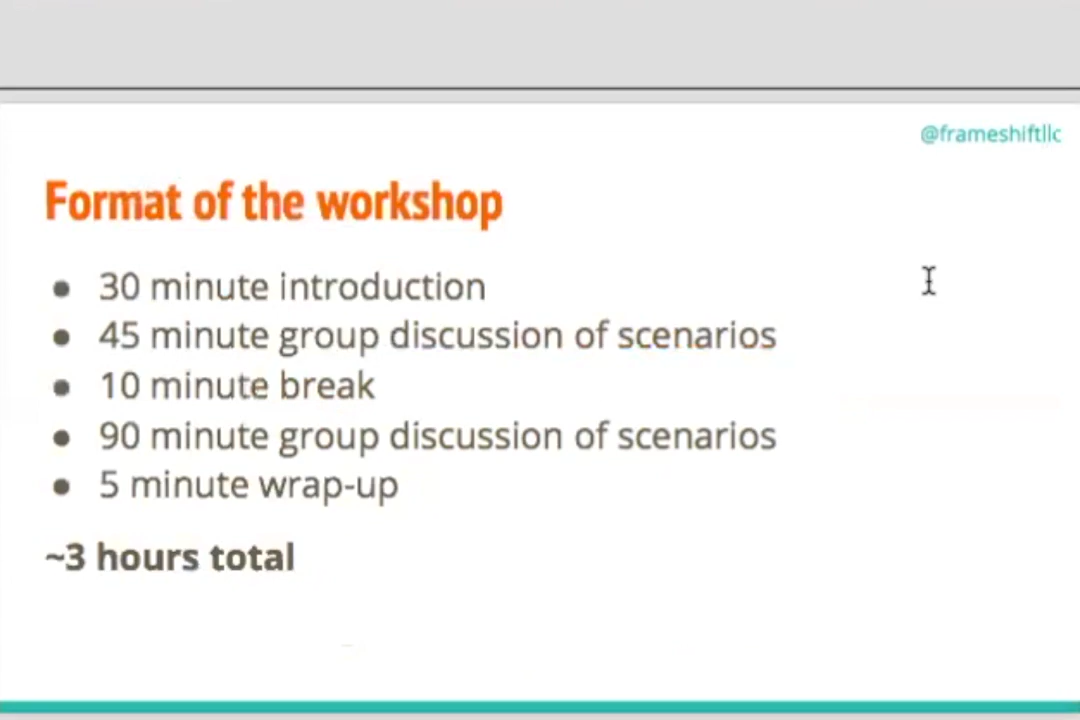 @frameshiftllc
Format of the workshop
● 30 minute introduction
● 45 minute group discussion of scenarios
● 10 minute break
● 90 minute group discussion of scenarios
● 5 minute wrap-up
~3 hours total